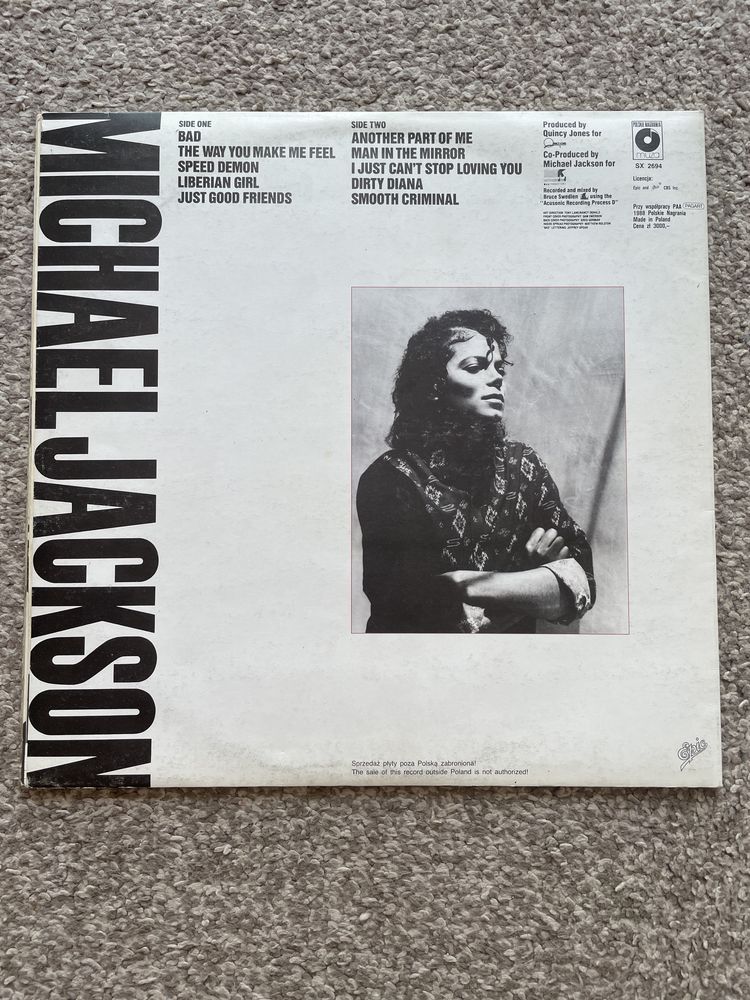 MICHAEL JACKSON
SIDE ONE
BAD
THE WAY YOU MAKE ME FEEL
SPEED DEMON
LIBERIAN GIRL
JUST GOOD FRIENDS
SIDE TWO
ANOTHER PART OF ME
MAN IN THE MIRROR
I JUST CAN'T STOP LOVING YOU
DIRTY DIANA
SMOOTH CRIMINAL
Produced by
Quincy Jones for
Co-Produced by
Michael Jackson for
Recorded and mixed by
Bruce Swedien using the
"Acusonic Recording Process"
POLSKIE NAGRANIA
muza
SX 2694
Licencja:
Epic and CBS Inc.
Przy współpracy PAA PAGART
1988 Polskie Nagrania
Made in Poland
Cena zł 3000,-
Sprzedaż płyty poza Polską zabroniona!
The sale of this record outside Poland is not authorized!
Epic